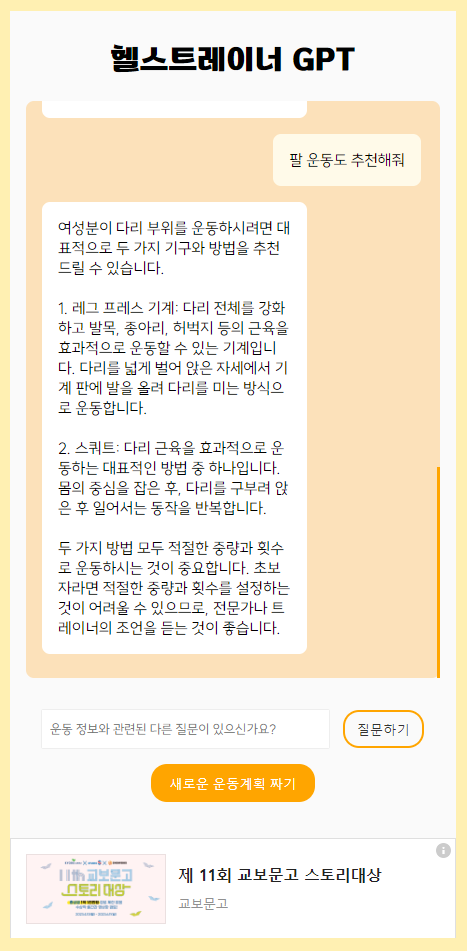 헬스트레이너 GPT
팔 운동도 추천해줘
여성분이 다리 부위를 운동하시려면 대
표적으로 두 가지 기구와 방법을 추천
드릴 수 있습니다.
1. 레그 프레스 기계: 다리 전체를 강화
하고 발목, 종아리, 허벅지 등의 근육을
효과적으로 운동할 수 있는 기계입니
다. 다리를 넓게 벌어 앉은 자세에서 기
계 판에 발을 올려 다리를 미는 방식으
로 운동합니다.
2. 스쿼트: 다리 근육을 효과적으로 운
동하는 대표적인 방법 중 하나입니다.
몸의 중심을 잡은 후, 다리를 구부려 앉
은 후 일어서는 동작을 반복합니다.
두 가지 방법 모두 적절한 중량과 횟수
로 운동하시는 것이 중요합니다. 초보
자라면 적절한 중량과 횟수를 설정하는
것이 어려울 수 있으므로, 전문가나 트
레이너의 조언을 듣는 것이 좋습니다.
운동 정보와 관련된 다른 질문이 있으신가요?
질문하기
새로운 운동계획 짜기
11th 교보문고
스토리대상
제 11회 교보문고 스토리대상
교보문고